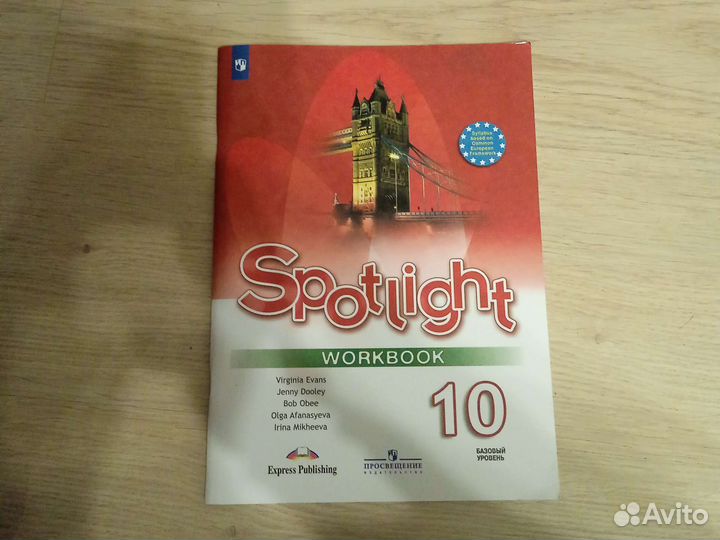 Syllabus
based on
Common
European
Framework
Spotlight
WORKBOOK
Virginia Evans
Jenny Dooley
Bob Obee
Olga Afanasyeva
Irina Mikheeva
10
БАЗОВЫЙ
УРОВЕНЬ
Express Publishing
ПРОСВЕЩЕНИЕ
ИЗДАТЕЛЬСТВО
Avito